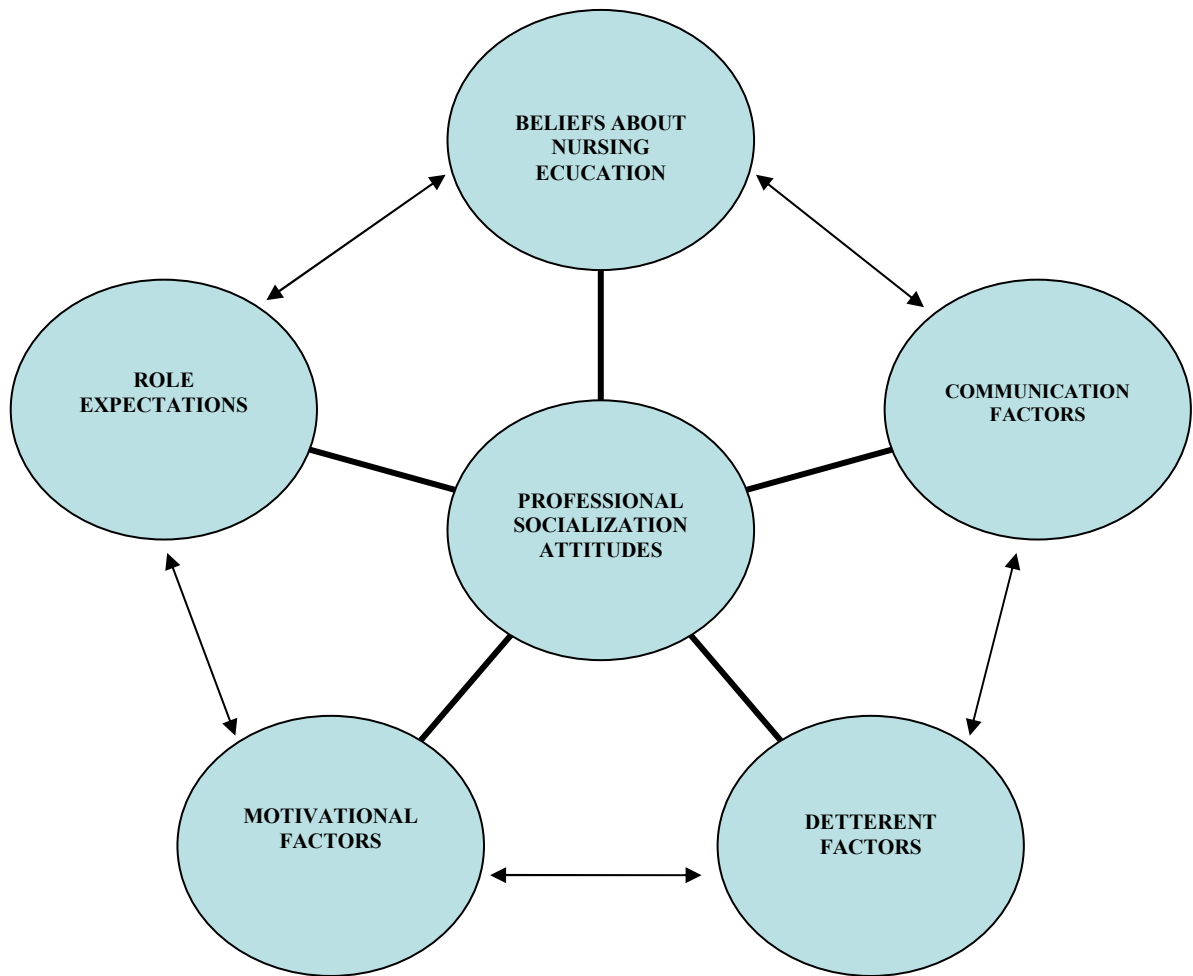 BELIEFS ABOUT
NURSING
ECUCATION
ROLE
EXPECTATIONS
COMMUNICATION
FACTORS
PROFESSIONAL
SOCIALIZATION
ATTITUDES
MOTIVATIONAL
FACTORS
DETTERENT
FACTORS